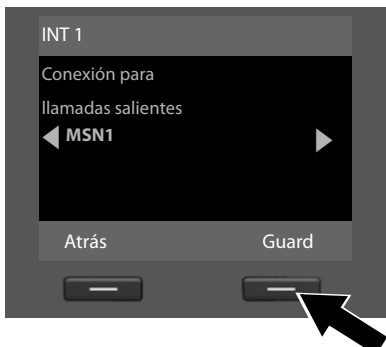 INT 1
Conexión para
llamadas salientes
MSN1
Atrás Guard